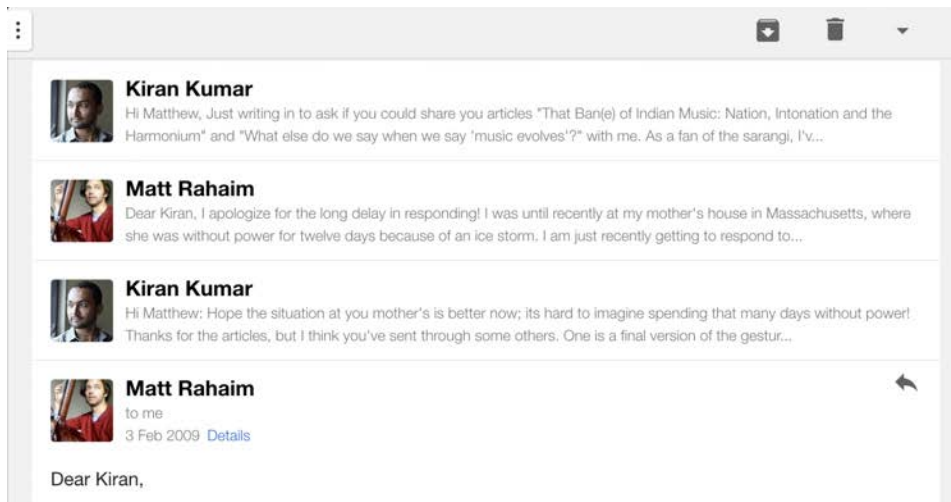 Kiran Kumar
Hi Matthew, Just writing in to ask if you could share you articles "That Ban(e) of Indian Music: Nation, Intonation and the
Harmonium" and "What else do we say when we say 'music evolves'?" with me. As a fan of the sarangi, I'v...
Matt Rahaim
Dear Kiran, I apologize for the long delay in responding! I was until recently at my mother's house in Massachusetts, where
she was without power for twelve days because of an ice storm. I am just recently getting to respond to...
Kiran Kumar
Hi Matthew: Hope the situation at you mother's is better now; its hard to imagine spending that many days without power!
Thanks for the articles, but I think you've sent through some others. One is a final version of the gestur...
Matt Rahaim
to me
3 Feb 2009 Details
Dear Kiran,